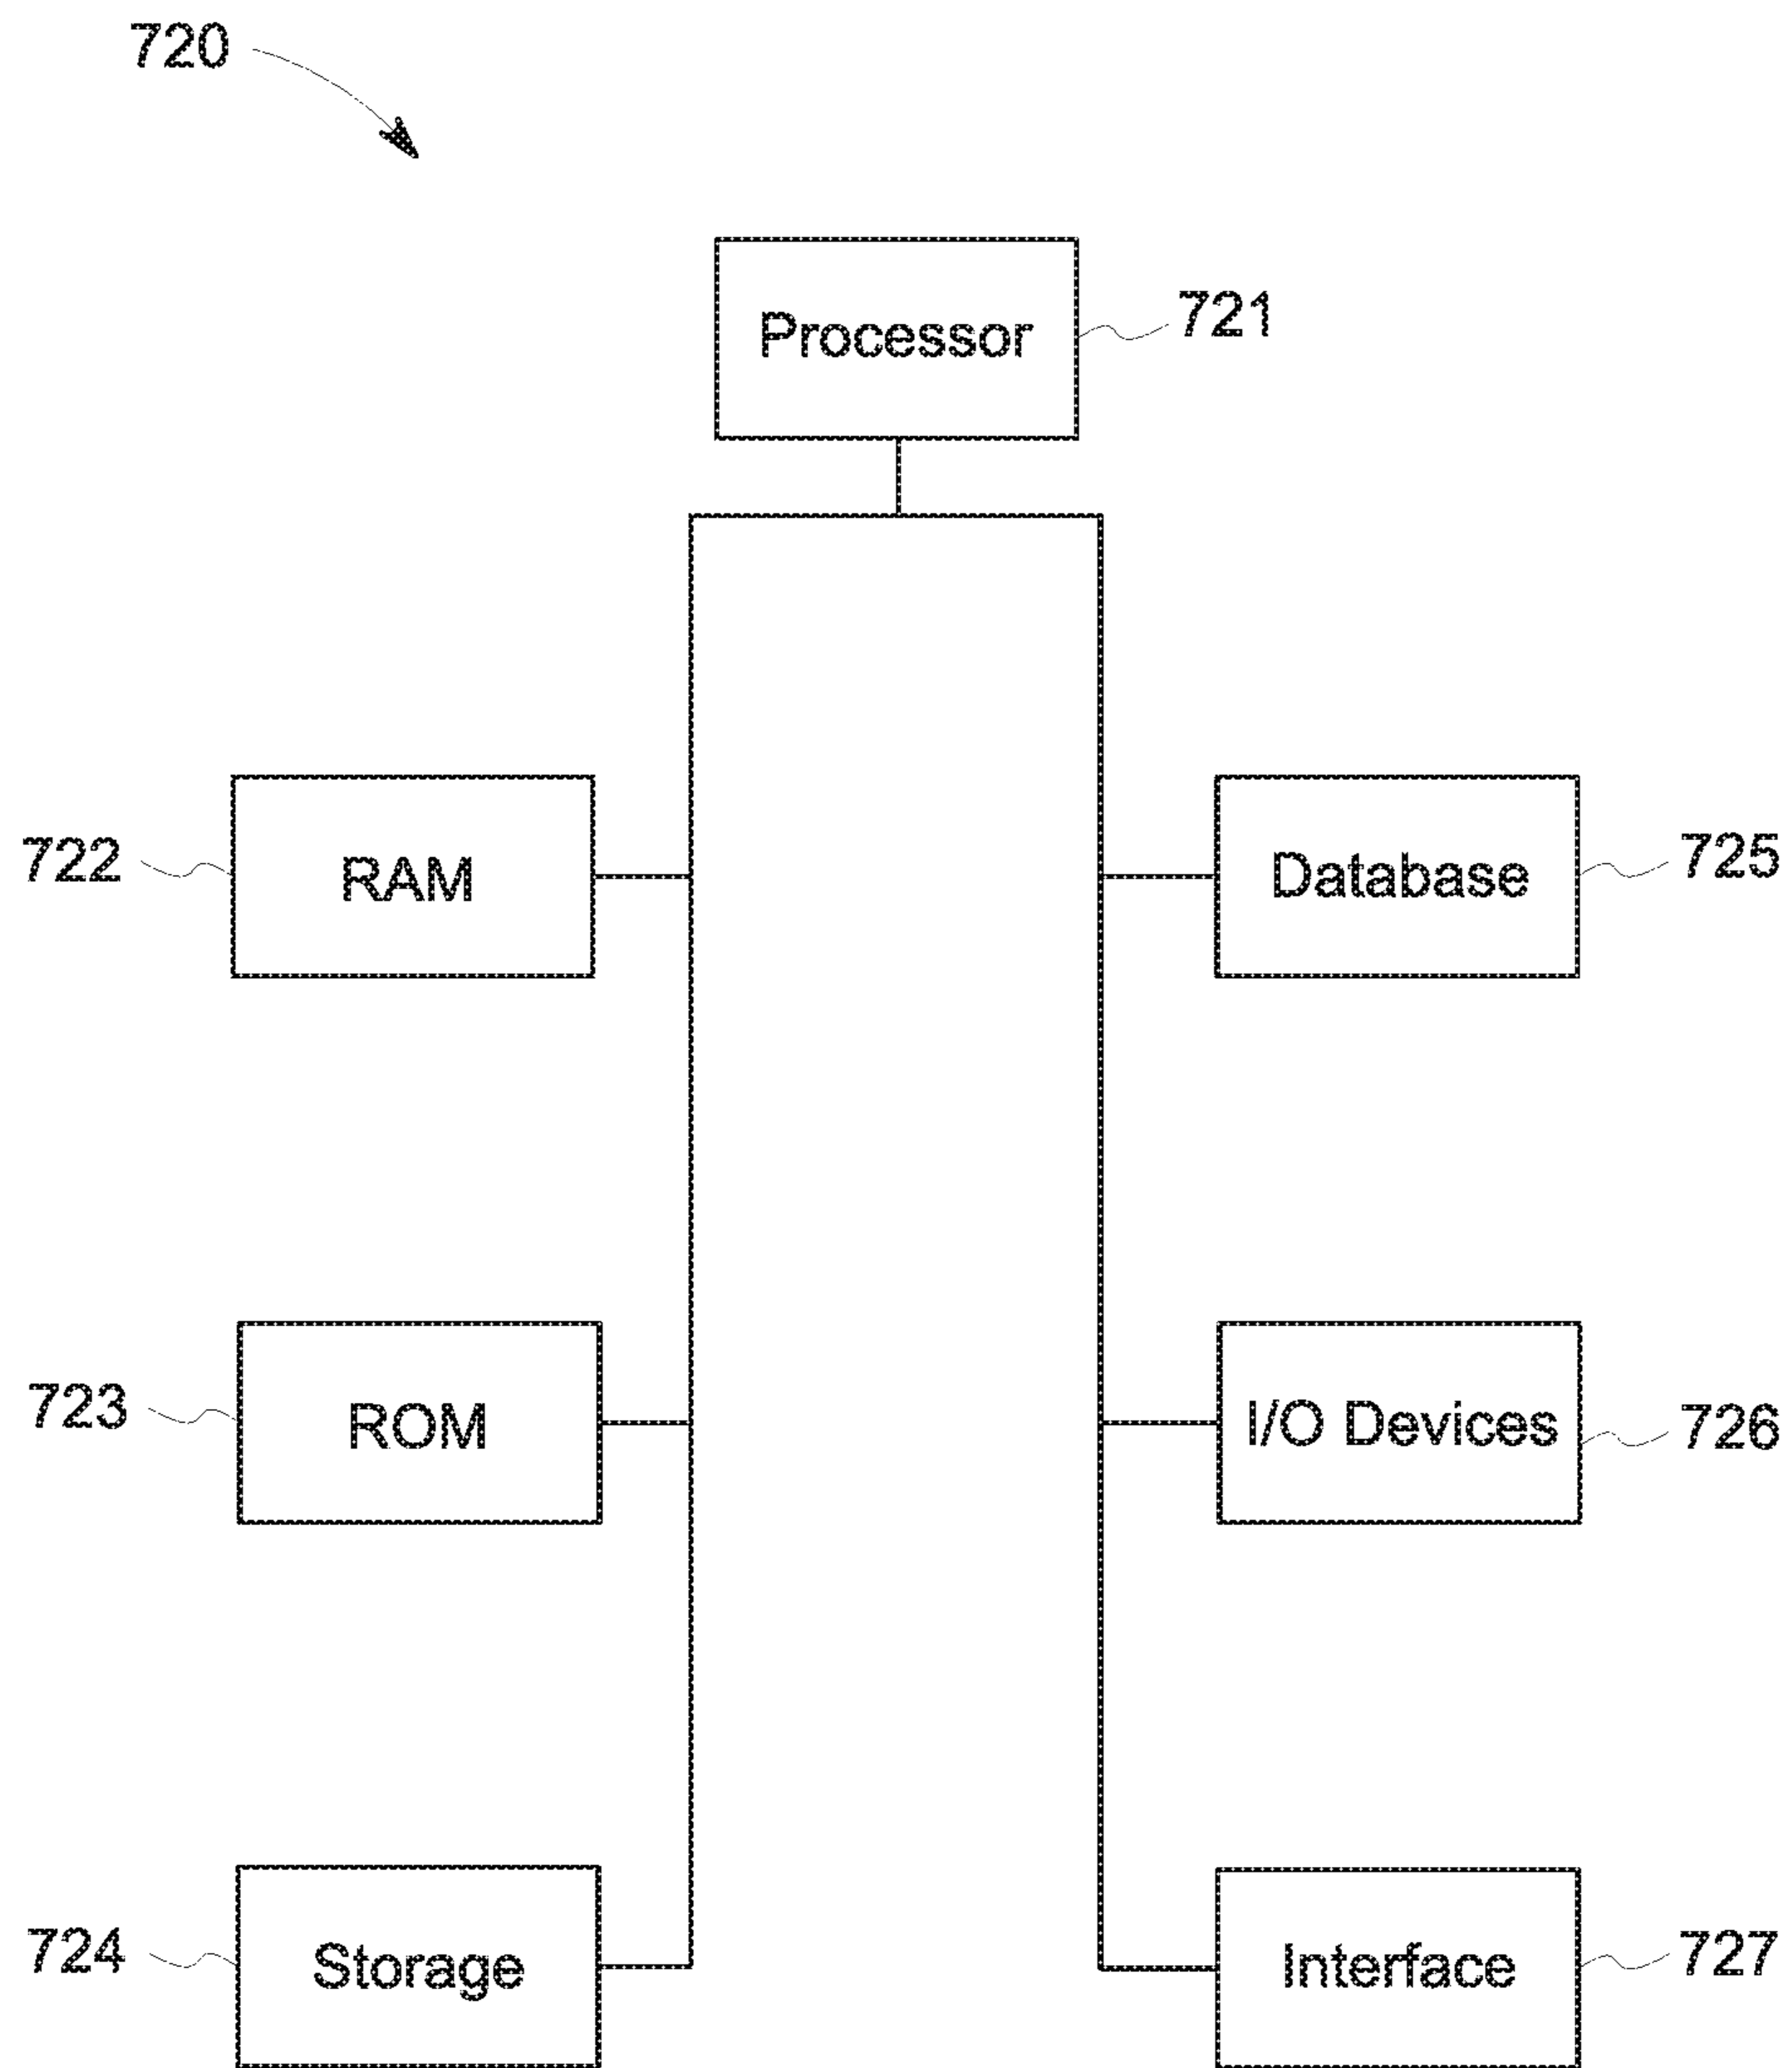 720
Processor 721
722 RAM Database 725
723 ROM I/O Devices 726
724 Storage Interface 727